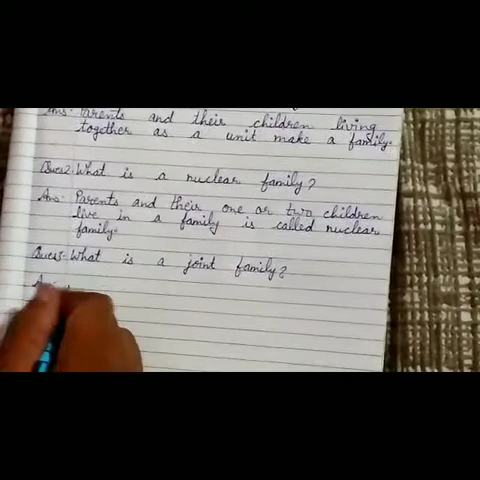 Ans- Parents and their children living
together as a unit make a family.
Ques2. What is a nuclear family?
Ans- Parents and their one or two children
live in a family is called nuclear
family.
Ques3- What is a joint family?